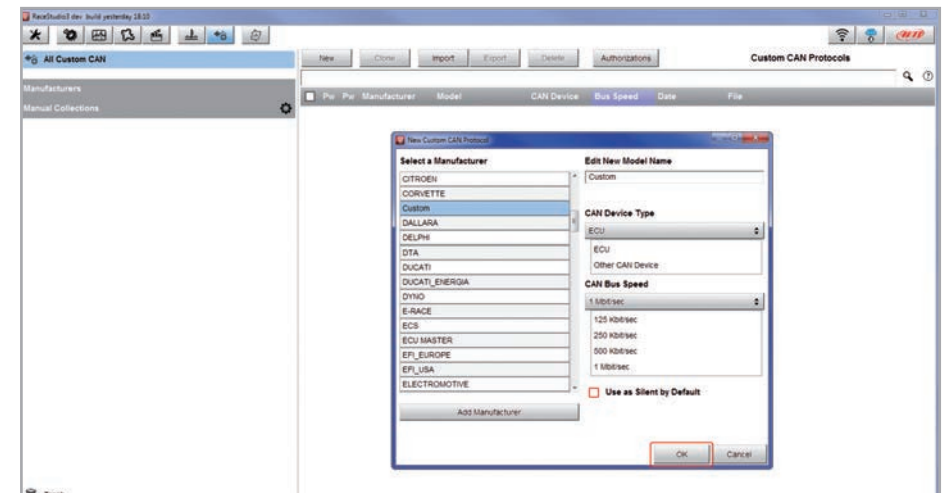 RaceStudio3 dev build yesterday 18:10
All Custom CAN
New Clone Import Export Delete Authorizations Custom CAN Protocols
Manufacturers
Manual Collections
Manufacturer Model CAN Device Bus Speed Date File
New Custom CAN Protocol
Select a Manufacturer
CITROEN
CORVETTE
Custom
DALLARA
DELPHI
DTA
DUCATI
DUCATI_ENERGIA
DYNO
E-RACE
ECS
ECU MASTER
EFI_EUROPE
EFI_USA
ELECTROMOTIVE
Add Manufacturer
Edit New Model Name
Custom
CAN Device Type
ECU
ECU
Other CAN Device
CAN Bus Speed
1 Mbit/sec
125 Kbit/sec
250 Kbit/sec
500 Kbit/sec
1 Mbit/sec
Use as Silent by Default
OK Cancel